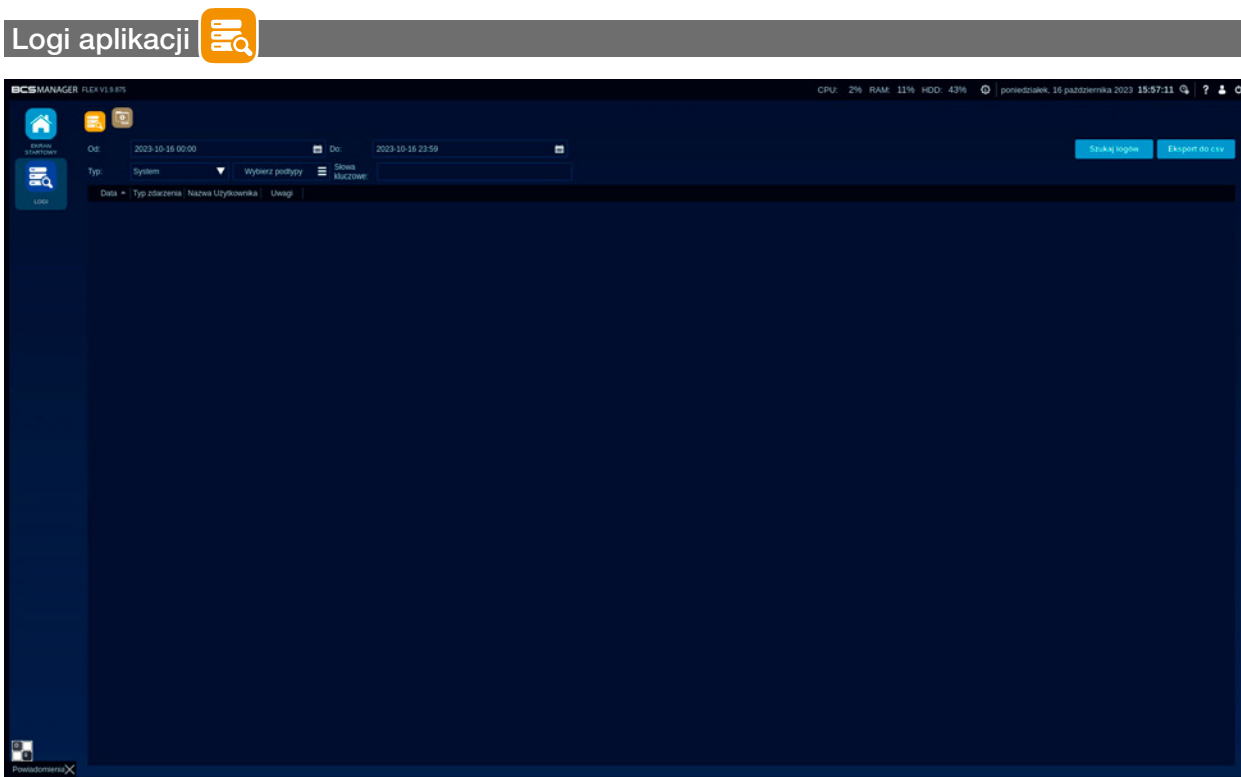 Logi aplikacji
BCSMANAGER FLEX V1.9.875 CPU: 2% RAM: 11% HDD: 43% poniedziałek, 16 października 2023 15:57:11 ?
EKRAN STARTOWY
Od: 2023-10-16 00:00 Do: 2023-10-16 23:59 Szukaj logów Eksport do csv
Typ: System Wybierz podtypy Słowa kluczowe:
LOGI
Data Typ zdarzenia Nazwa Użytkownika Uwagi
Powiadomienia